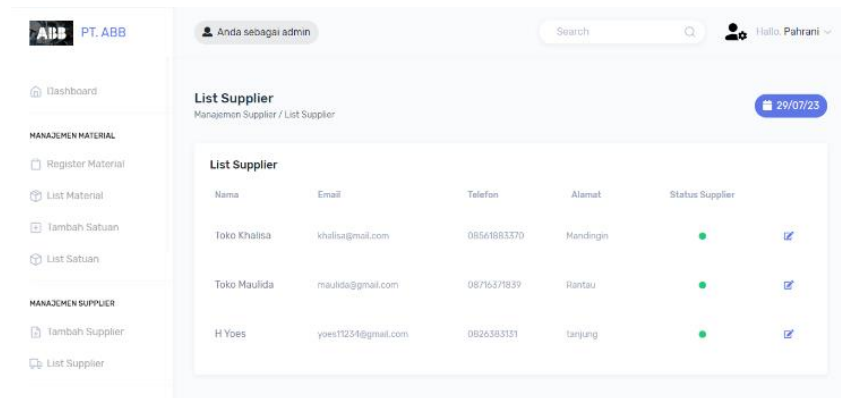 ABB PT. ABB
Anda sebagai admin
Search
Hallo, Pahrani
Dashboard
MANAJEMEN MATERIAL
Register Material
List Material
Tambah Satuan
List Satuan
MANAJEMEN SUPPLIER
Tambah Supplier
List Supplier
List Supplier
Manajemen Supplier / List Supplier
29/07/23
List Supplier
Nama Email Telefon Alamat Status Supplier
Toko Khalisa khalisa@mail.com 08561883370 Mandingin
Toko Maulida maulida@gmail.com 08716371839 Rantau
H Yoes yoes11234@gmail.com 0826383131 tanjung